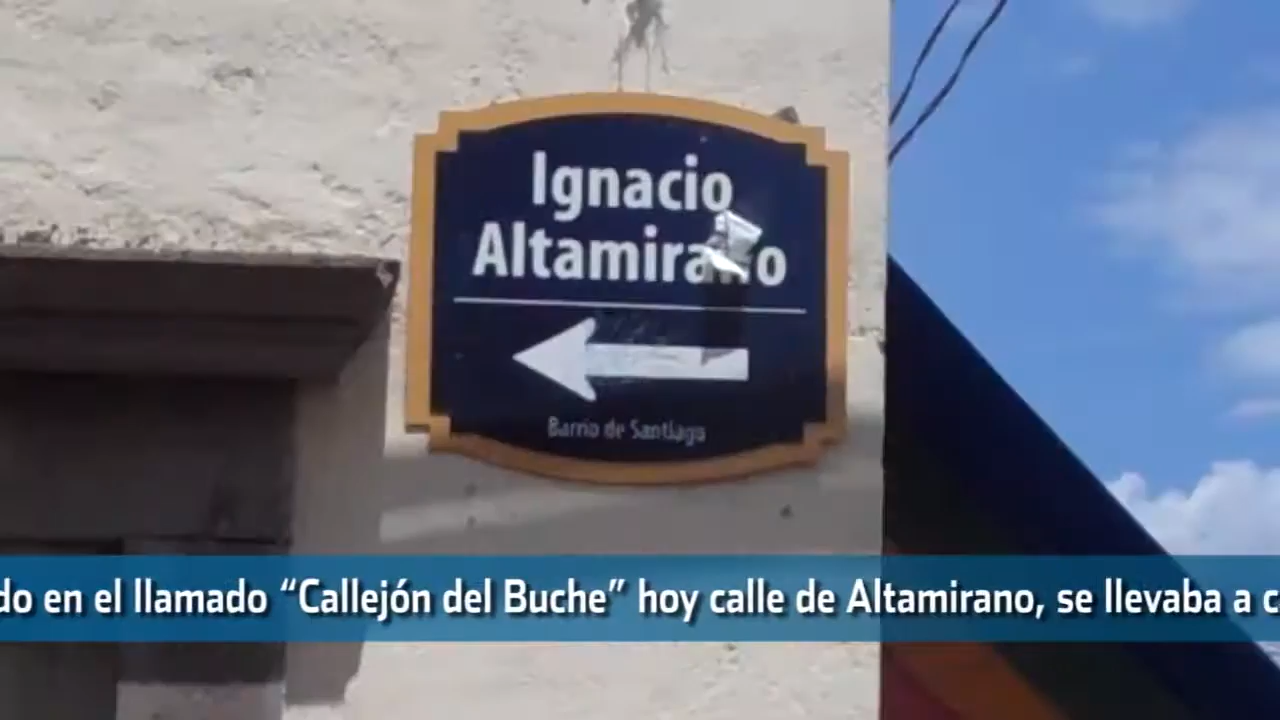 Ignacio
Altamirano
Barrio de Santiago
do en el llamado “Callejón del Buche” hoy calle de Altamirano, se llevaba a c